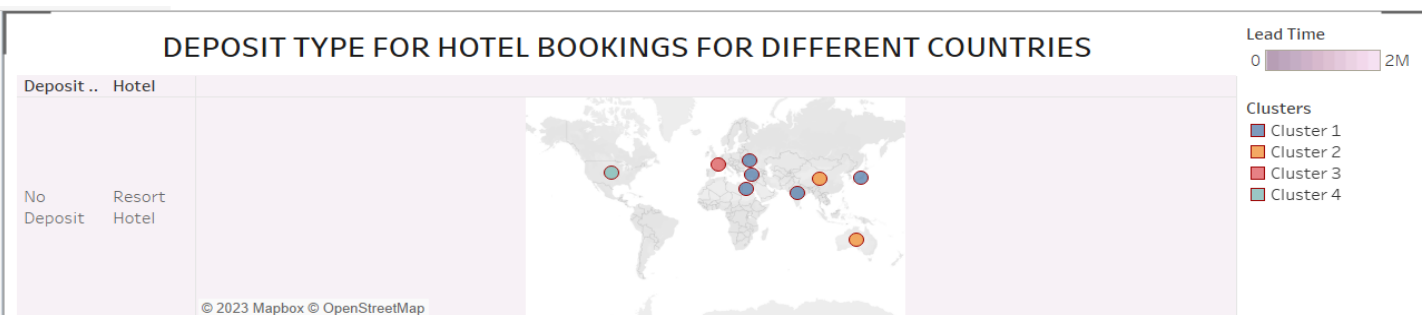 DEPOSIT TYPE FOR HOTEL BOOKINGS FOR DIFFERENT COUNTRIES
Lead Time
0 2M
Deposit .. Hotel
Clusters
Cluster 1
Cluster 2
Cluster 3
Cluster 4
No Resort
Deposit Hotel
© 2023 Mapbox © OpenStreetMap